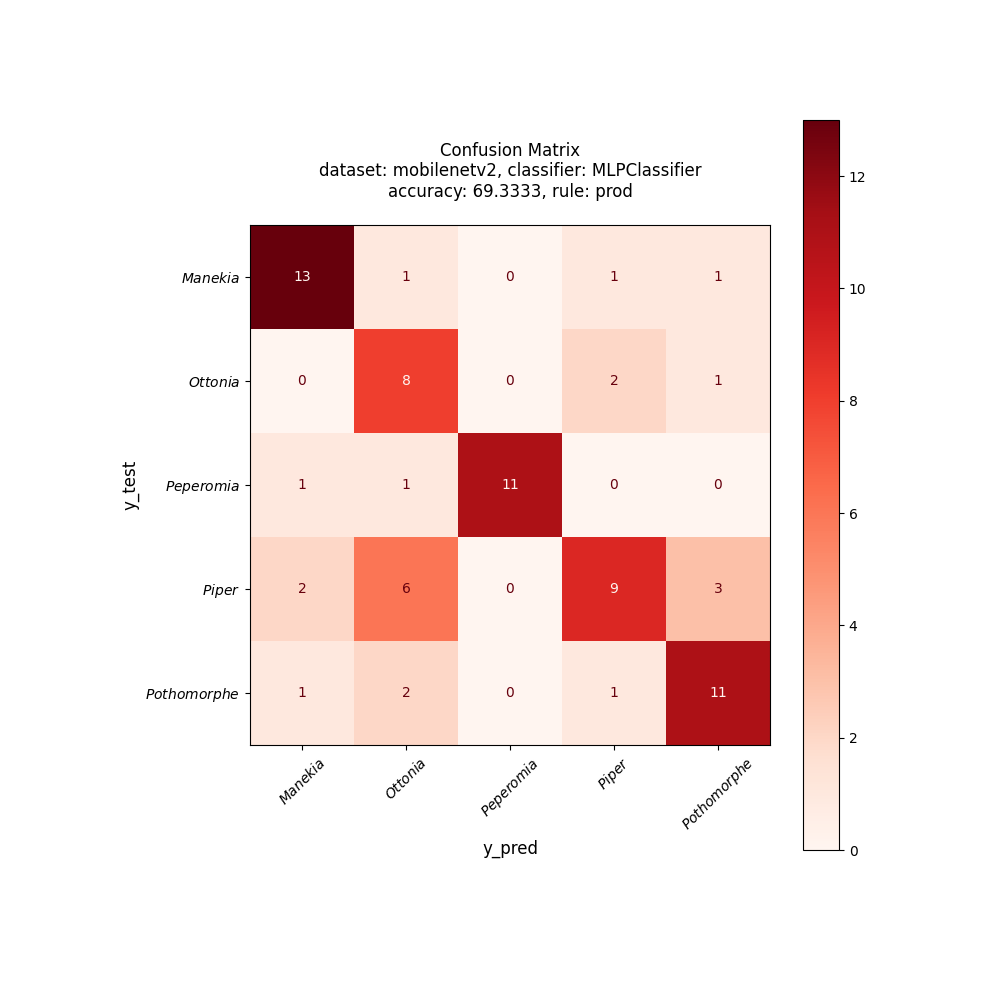 Confusion Matrix
dataset: mobilenetv2, classifier: MLPClassifier
accuracy: 69.3333, rule: prod
Manekia 13 1 0 1 1
Ottonia 0 8 0 2 1
Peperomia 1 1 11 0 0
Piper 2 6 0 9 3
Pothomorphe 1 2 0 1 11
Manekia Ottonia Peperomia Piper Pothomorphe
y_pred
y_test
12
10
8
6
4
2
0